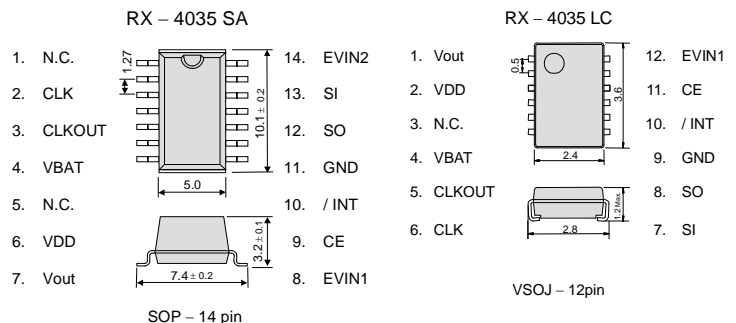 RX – 4035 SA
1. N.C.
2. CLK
3. CLKOUT
4. VBAT
5. N.C.
6. VDD
7. Vout
1.27
10.1 ± 0.2
5.0
3.2 ± 0.1
7.4 ± 0.2
14. EVIN2
13. SI
12. SO
11. GND
10. / INT
9. CE
8. EVIN1
SOP – 14 pin
RX – 4035 LC
1. Vout
2. VDD
3. N.C.
4. VBAT
5. CLKOUT
6. CLK
0.5
3.6
2.4
1.2 Max.
2.8
12. EVIN1
11. CE
10. / INT
9. GND
8. SO
7. SI
VSOJ – 12pin